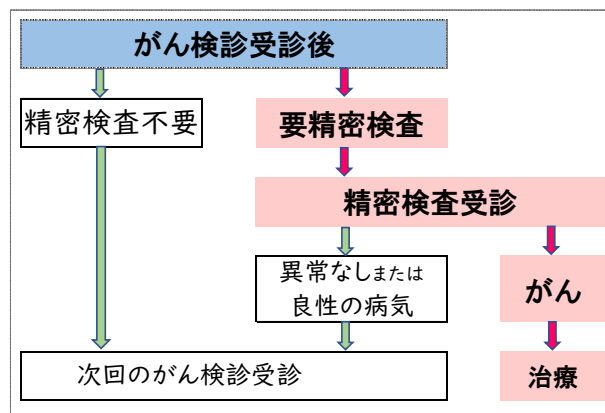 がん検診受診後
精密検査不要
要精密検査
精密検査受診
異常なしまたは
良性の病気
がん
次回のがん検診受診
治療